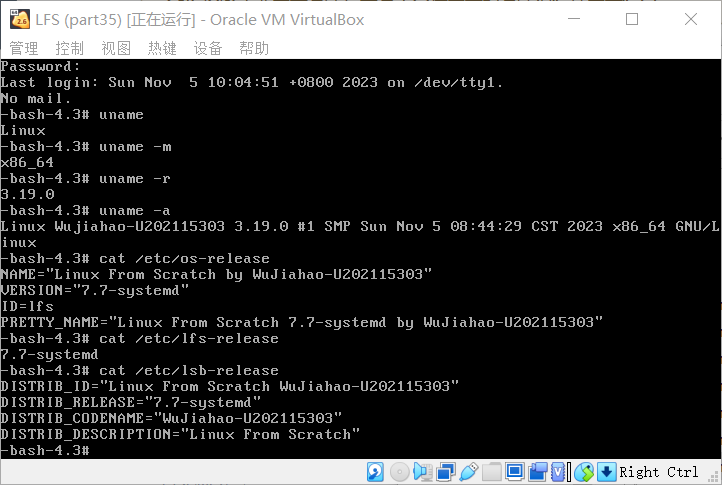 LFS (part35) [正在运行] - Oracle VM VirtualBox
管理 控制 视图 热键 设备 帮助
Password:
Last login: Sun Nov  5 10:04:51 +0800 2023 on /dev/tty1.
No mail.
-bash-4.3# uname
Linux
-bash-4.3# uname -m
x86_64
-bash-4.3# uname -r
3.19.0
-bash-4.3# uname -a
Linux Wujiahao-U202115303 3.19.0 #1 SMP Sun Nov 5 08:44:29 CST 2023 x86_64 GNU/L
inux
-bash-4.3# cat /etc/os-release
NAME="Linux From Scratch by WuJiahao-U202115303"
VERSION="7.7-systemd"
ID=lfs
PRETTY_NAME="Linux From Scratch 7.7-systemd by WuJiahao-U202115303"
-bash-4.3# cat /etc/lfs-release
7.7-systemd
-bash-4.3# cat /etc/lsb-release
DISTRIB_ID="Linux From Scratch WuJiahao-U202115303"
DISTRIB_RELEASE="7.7-systemd"
DISTRIB_CODENAME="WuJiahao-U202115303"
DISTRIB_DESCRIPTION="Linux From Scratch"
-bash-4.3#
Right Ctrl